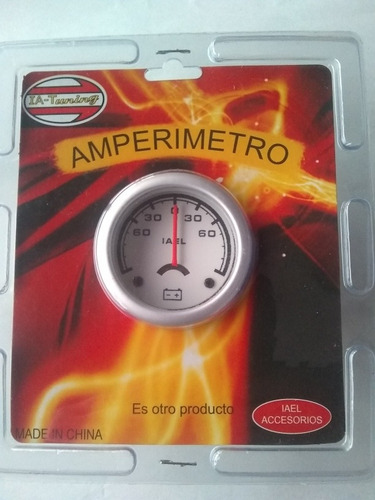 IA-Tuning
AMPERIMETRO
60 30 0 30 60
IAEL
- +
Es otro producto
IAEL
ACCESORIOS
MADE IN CHINA